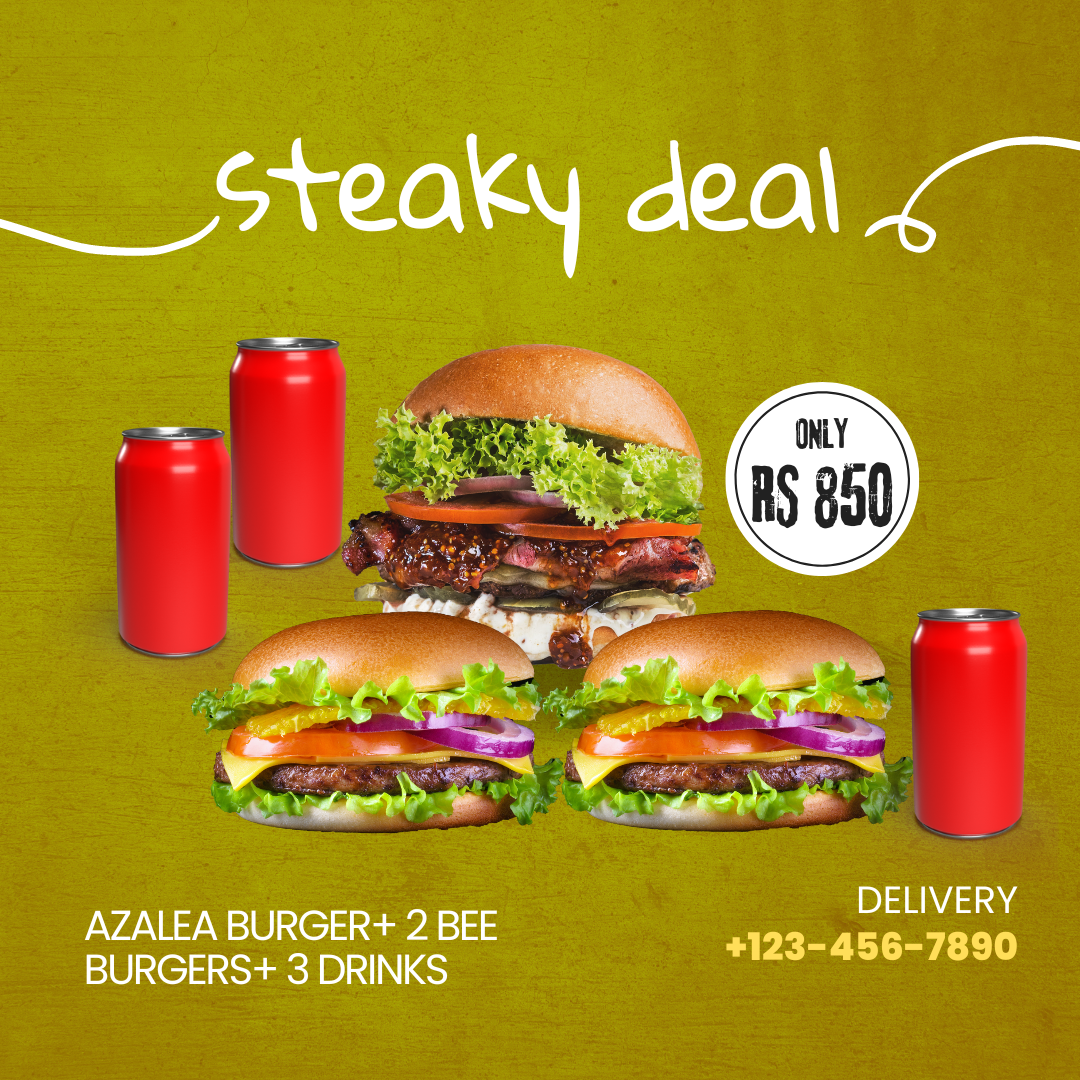 steaky deal
ONLY
RS 850
AZALEA BURGER+ 2 BEE
BURGERS+ 3 DRINKS
DELIVERY
+123-456-7890